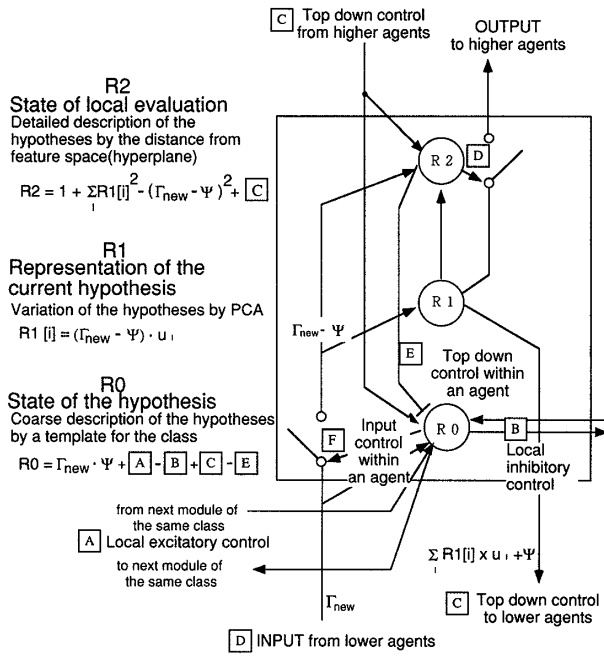 C Top down control
from higher agents
OUTPUT
to higher agents
R2
State of local evaluation
Detailed description of the
hypotheses by the distance from
feature space(hyperplane)
R2 = 1 + ΣR1[i]² - (Γnew - Ψ)² + C
i
R 2
D
R1
Representation of the
current hypothesis
Variation of the hypotheses by PCA
R1 [i] = (Γnew - Ψ) · u i
R 1
Γnew - Ψ
E
Top down
control within
an agent
R0
State of the hypothesis
Coarse description of the hypotheses
by a template for the class
R0 = Γnew · Ψ + A - B + C - E
F
Input
control
within
an agent
R 0
B
Local
inhibitory
control
from next module of
the same class
A Local excitatory control
to next module of
the same class
Σ R1[i] x u i + Ψ
i
Γnew
C Top down control
to lower agents
D INPUT from lower agents